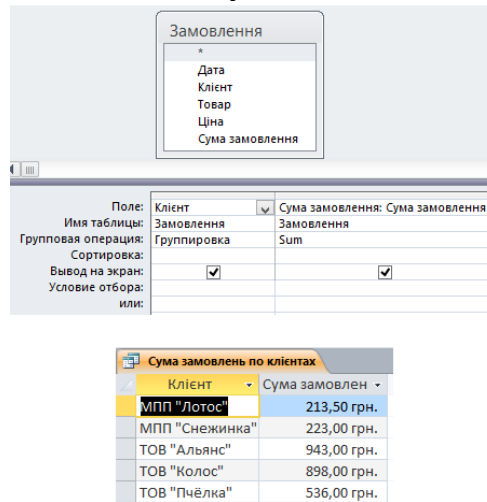 Замовлення
*
Дата
Клієнт
Товар
Ціна
Сума замовлення
Поле: Клієнт Сума замовлення: Сума замовлення
Имя таблицы: Замовлення Замовлення
Групповая операция: Группировка Sum
Сортировка:
Вывод на экран:
Условие отбора:
или:
Сума замовлень по клієнтах
Клієнт Сума замовлен
МПП "Лотос" 213,50 грн.
МПП "Снежинка" 223,00 грн.
ТОВ "Альянс" 943,00 грн.
ТОВ "Колос" 898,00 грн.
ТОВ "Пчёлка" 536,00 грн.